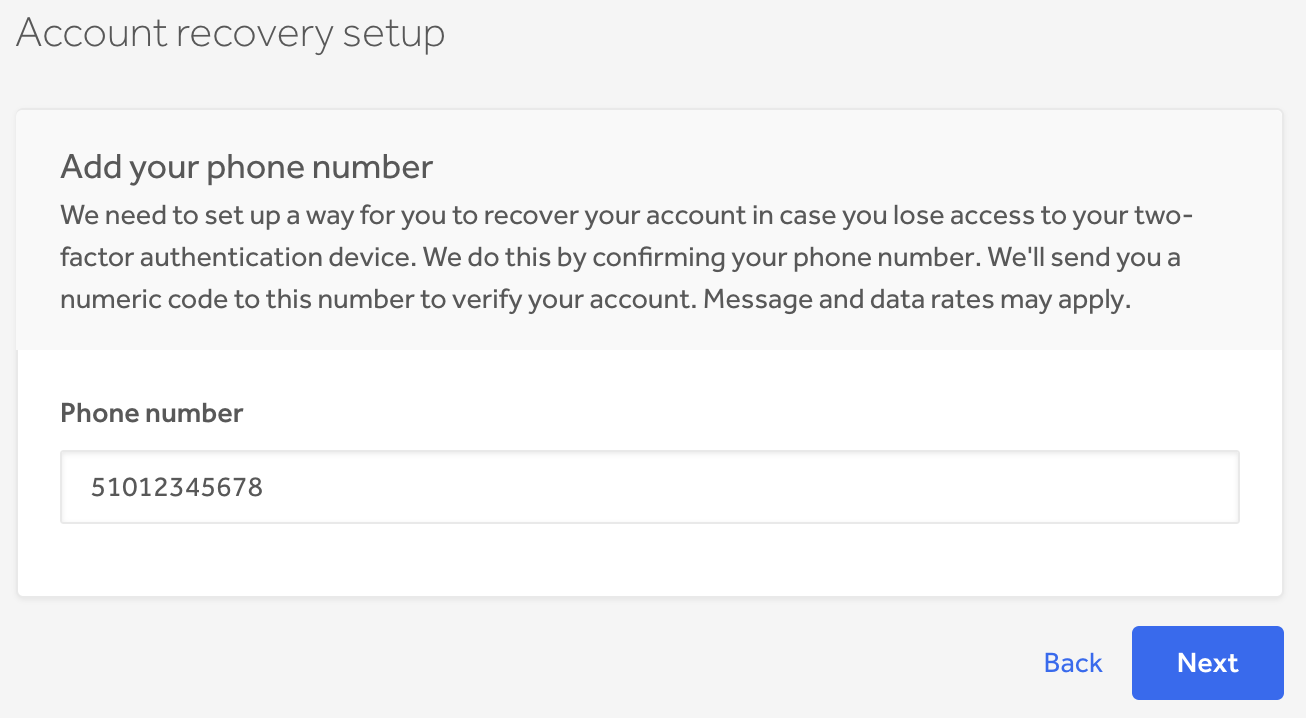 Account recovery setup
Add your phone number
We need to set up a way for you to recover your account in case you lose access to your two-
factor authentication device. We do this by confirming your phone number. We'll send you a
numeric code to this number to verify your account. Message and data rates may apply.
Phone number
51012345678
Back
Next